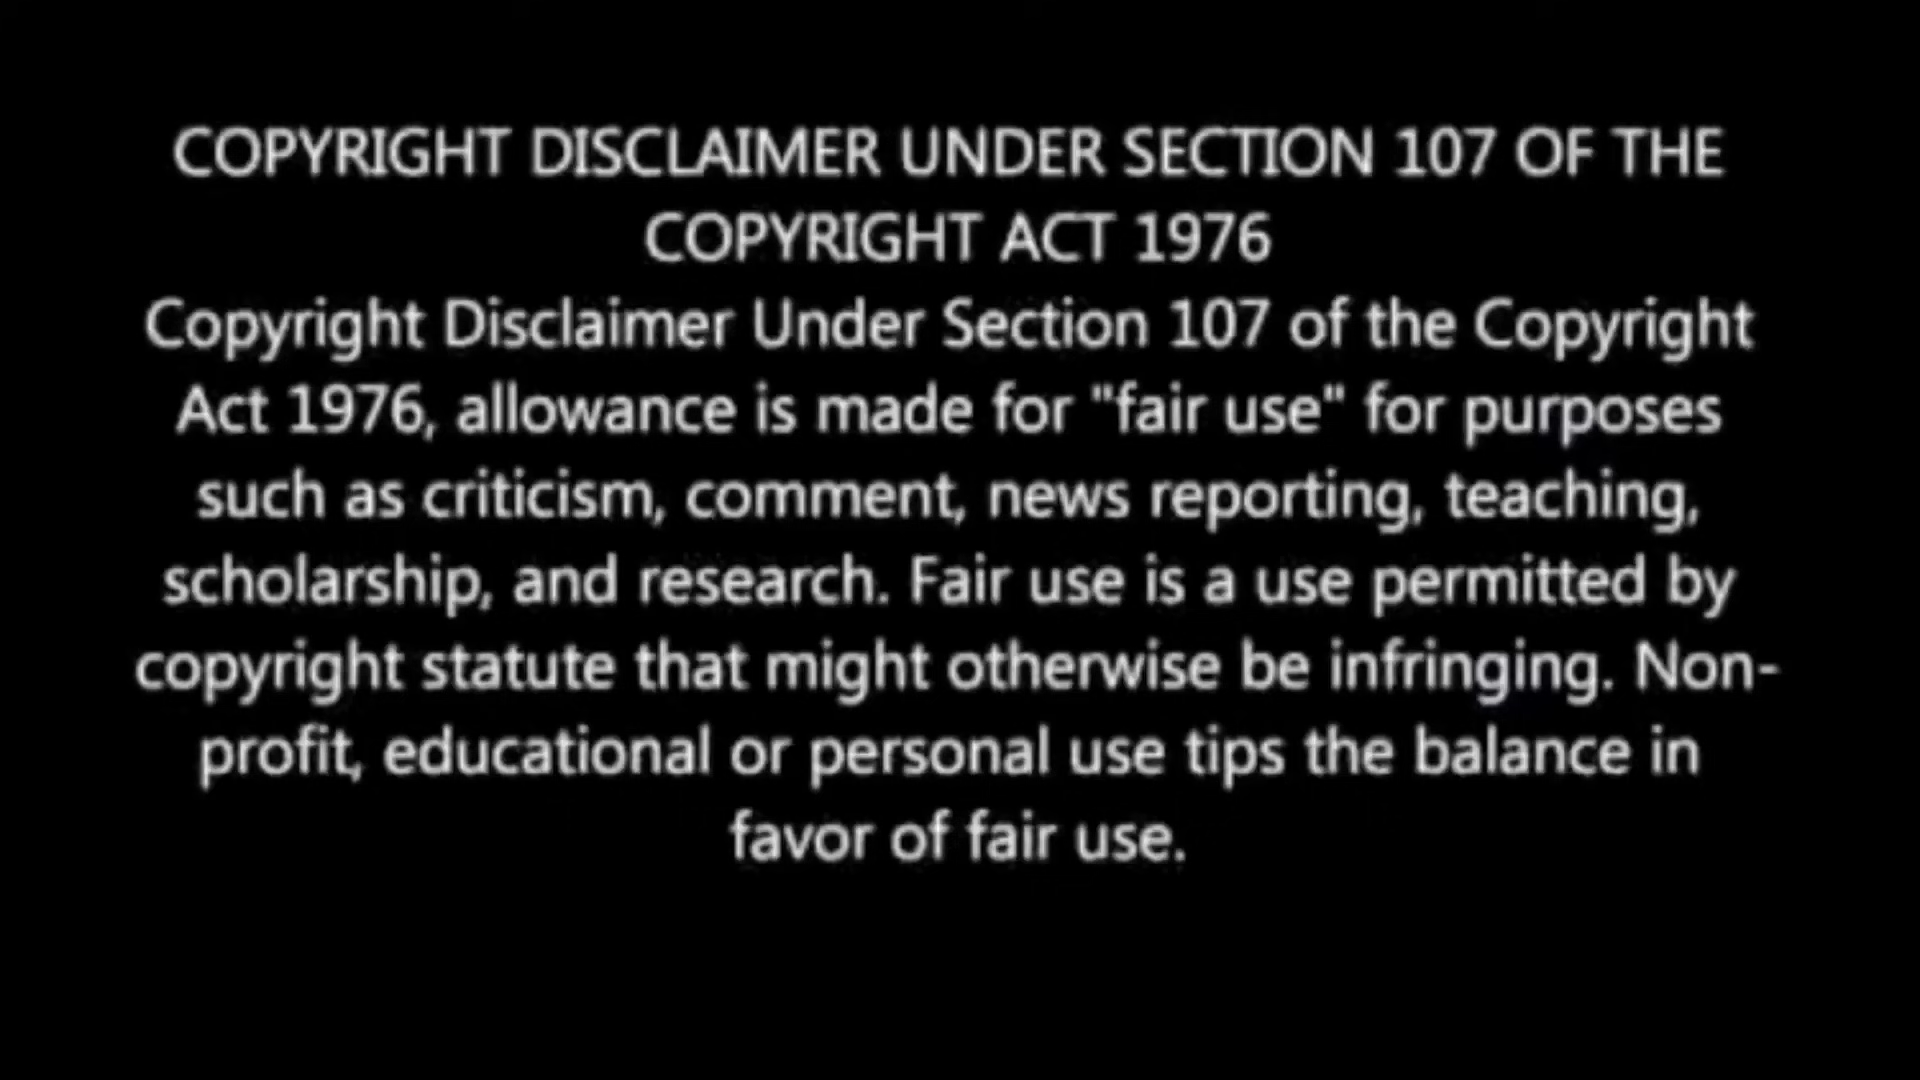 COPYRIGHT DISCLAIMER UNDER SECTION 107 OF THE
COPYRIGHT ACT 1976
Copyright Disclaimer Under Section 107 of the Copyright
Act 1976, allowance is made for "fair use" for purposes
such as criticism, comment, news reporting, teaching,
scholarship, and research. Fair use is a use permitted by
copyright statute that might otherwise be infringing. Non-
profit, educational or personal use tips the balance in
favor of fair use.